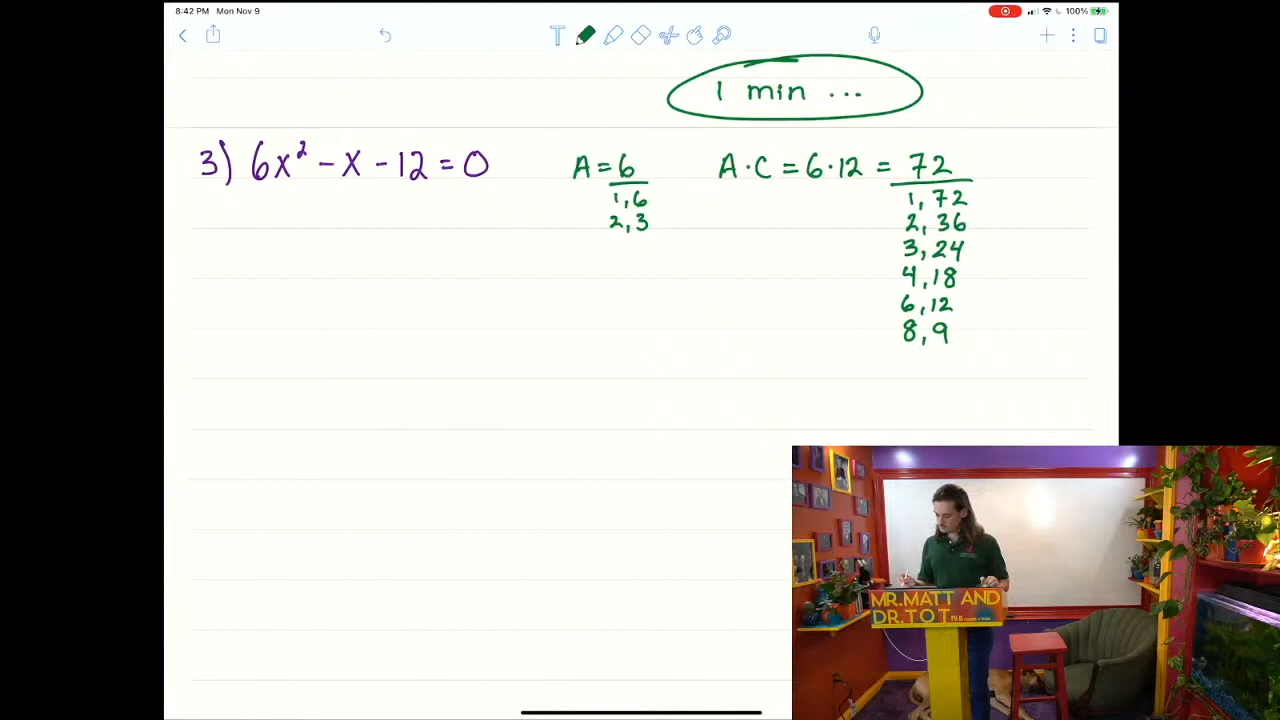 8:42 PM Mon Nov 9
100%
1 min ...
3) 6x² - x - 12 = 0
A = 6
1, 6
2, 3
A · C = 6 · 12 = 72
1, 72
2, 36
3, 24
4, 18
6, 12
8, 9
MR.MATT AND
DR.TOT